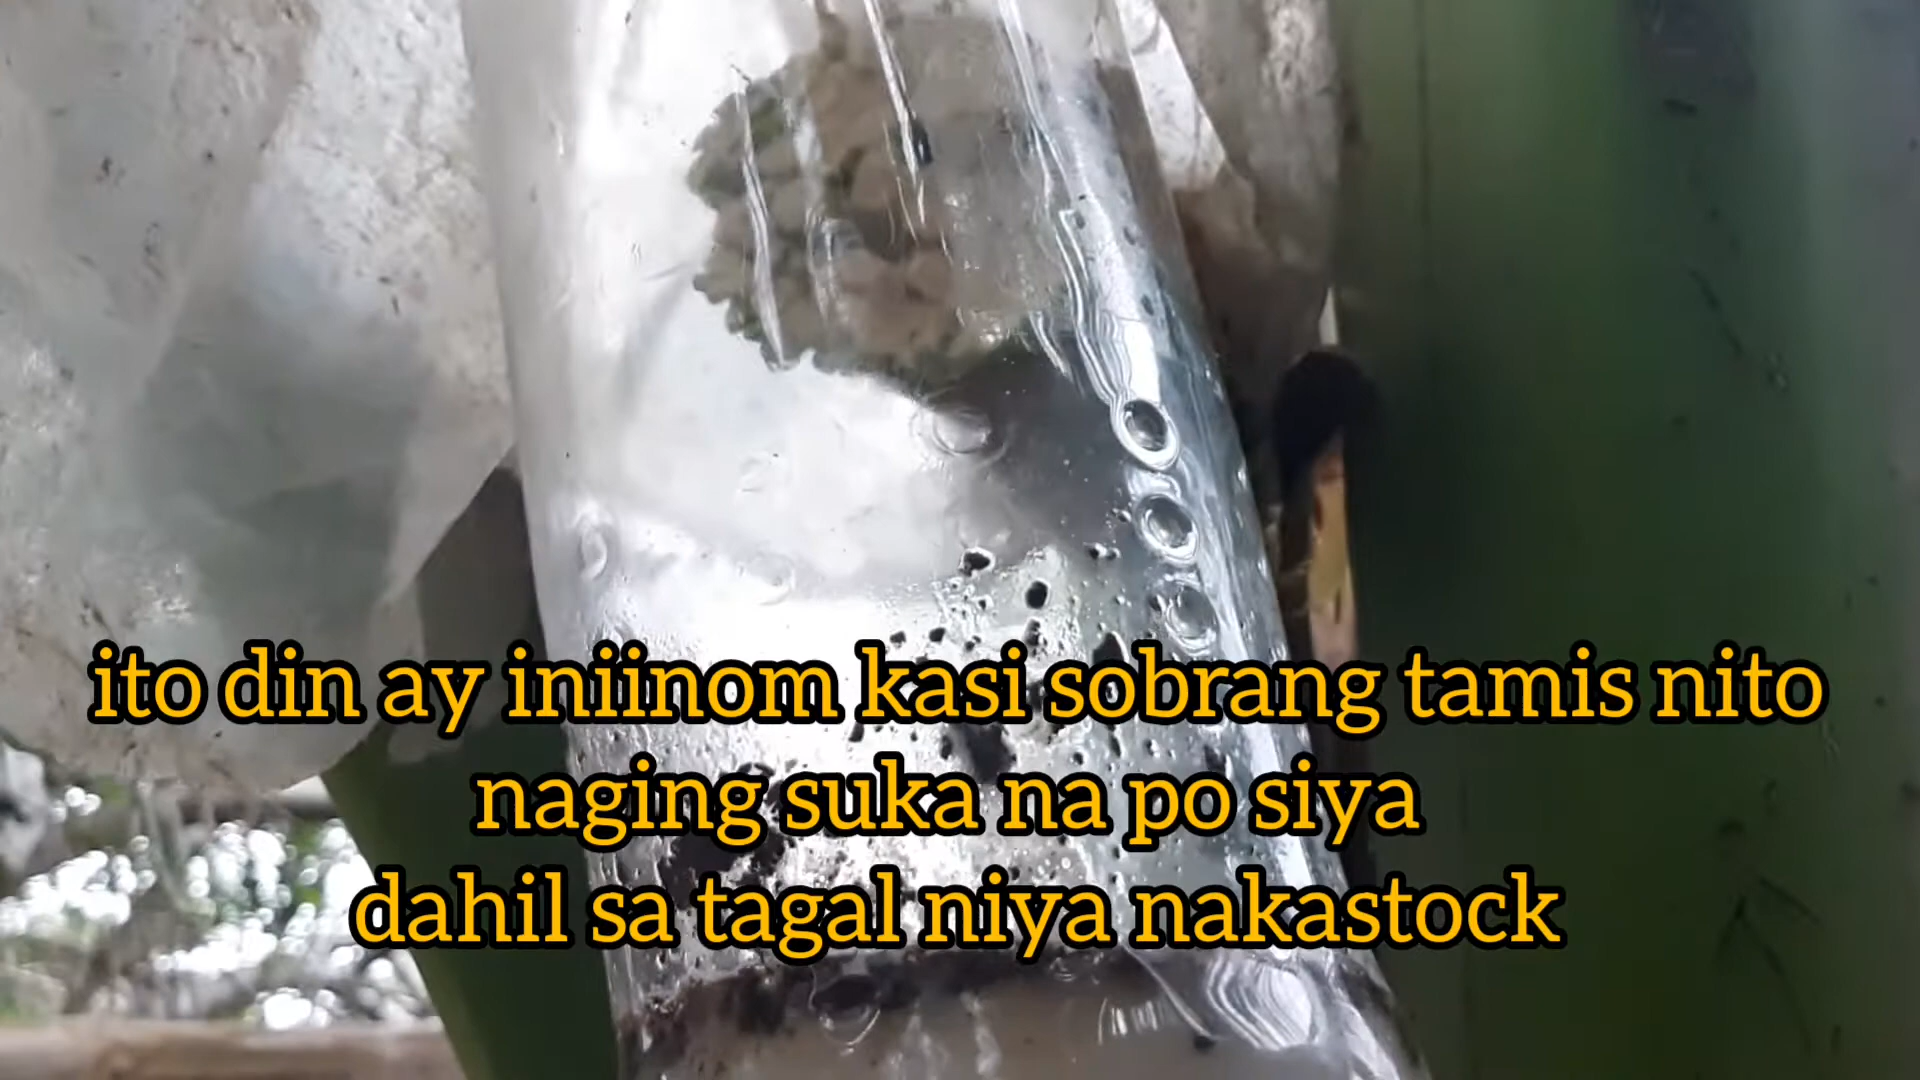 ito din ay iniinom kasi sobrang tamis nito
naging suka na po siya
dahil sa tagal niya nakastock